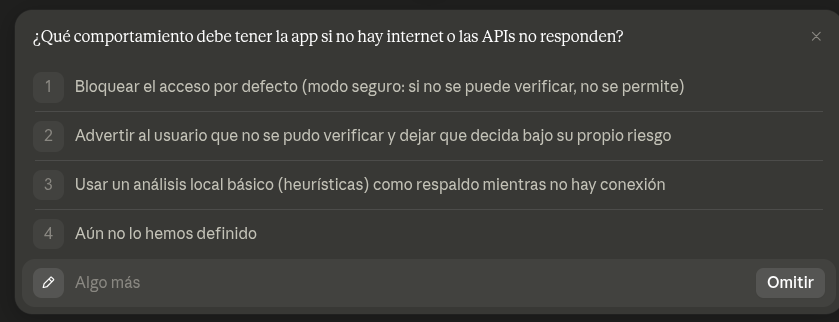 ¿Qué comportamiento debe tener la app si no hay internet o las APIs no responden?
1 Bloquear el acceso por defecto (modo seguro: si no se puede verificar, no se permite)
2 Advertir al usuario que no se pudo verificar y dejar que decida bajo su propio riesgo
3 Usar un análisis local básico (heurísticas) como respaldo mientras no hay conexión
4 Aún no lo hemos definido
Algo más Omitir